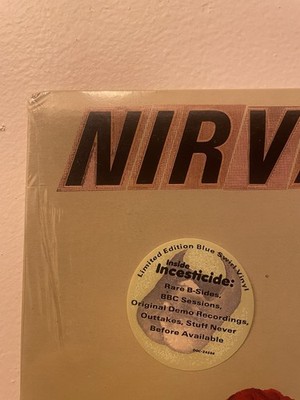 NIRVA
Limited Edition Blue Swirl Vinyl
Inside
Incesticide:
Rare B-Sides,
BBC Sessions,
Original Demo Recordings,
Outtakes, Stuff Never
Before Available